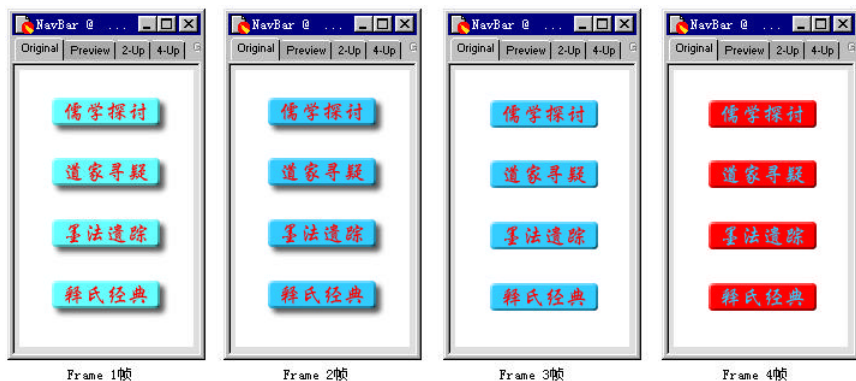 NavBar @ ...
Original Preview 2-Up 4-Up
儒学探讨
道家寻疑
墨法遗踪
释氏经典
Frame 1帧
NavBar @ ...
Original Preview 2-Up 4-Up
儒学探讨
道家寻疑
墨法遗踪
释氏经典
Frame 2帧
NavBar @ ...
Original Preview 2-Up 4-Up
儒学探讨
道家寻疑
墨法遗踪
释氏经典
Frame 3帧
NavBar @ ...
Original Preview 2-Up 4-Up
儒学探讨
道家寻疑
墨法遗踪
释氏经典
Frame 4帧